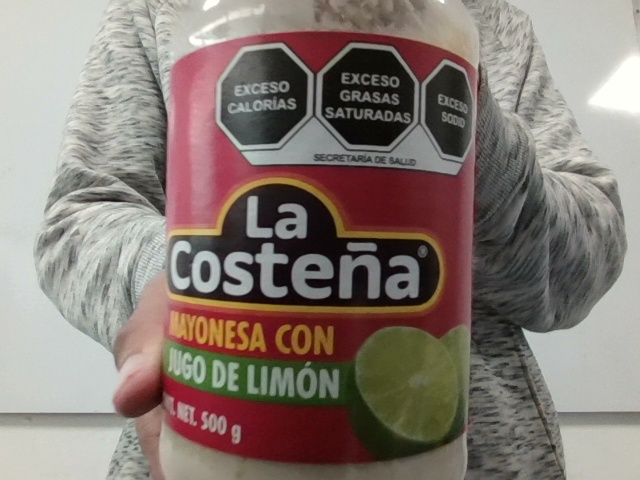 EXCESO
CALORÍAS
EXCESO
GRASAS
SATURADAS
EXCESO
SODIO
SECRETARÍA DE SALUD
La
Costeña®
MAYONESA CON
JUGO DE LIMÓN
NET. 500 g